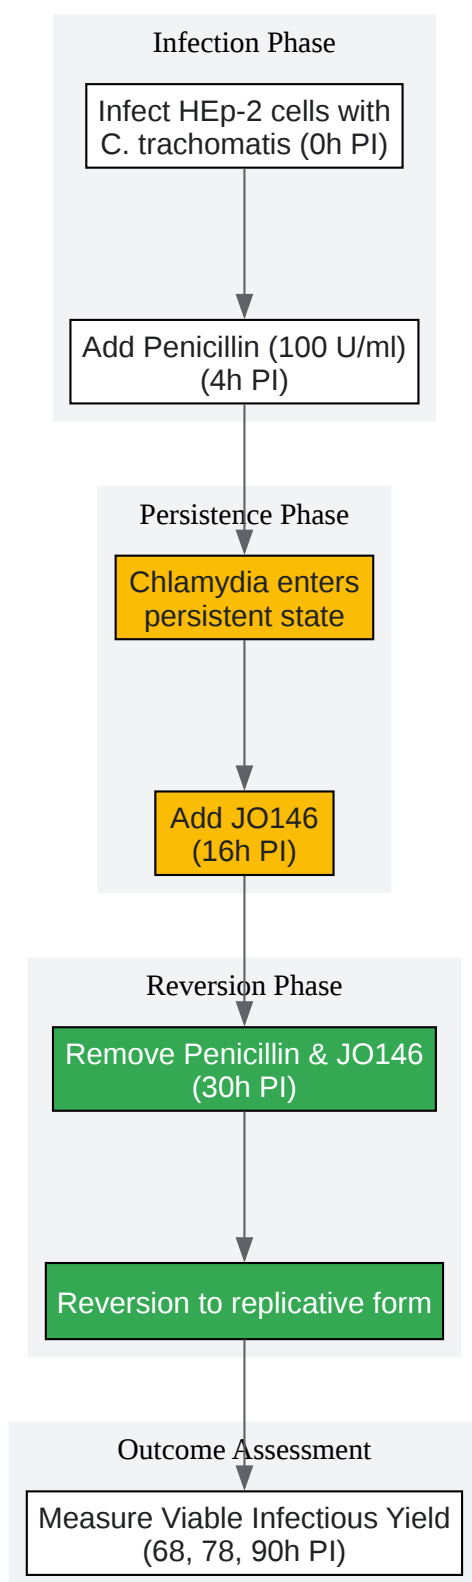 Infection Phase
Infect HEp-2 cells with
C. trachomatis (0h PI)
Add Penicillin (100 U/ml)
(4h PI)
Persistence Phase
Chlamydia enters
persistent state
Add JO146
(16h PI)
Reversion Phase
Remove Penicillin & JO146
(30h PI)
Reversion to replicative form
Outcome Assessment
Measure Viable Infectious Yield
(68, 78, 90h PI)